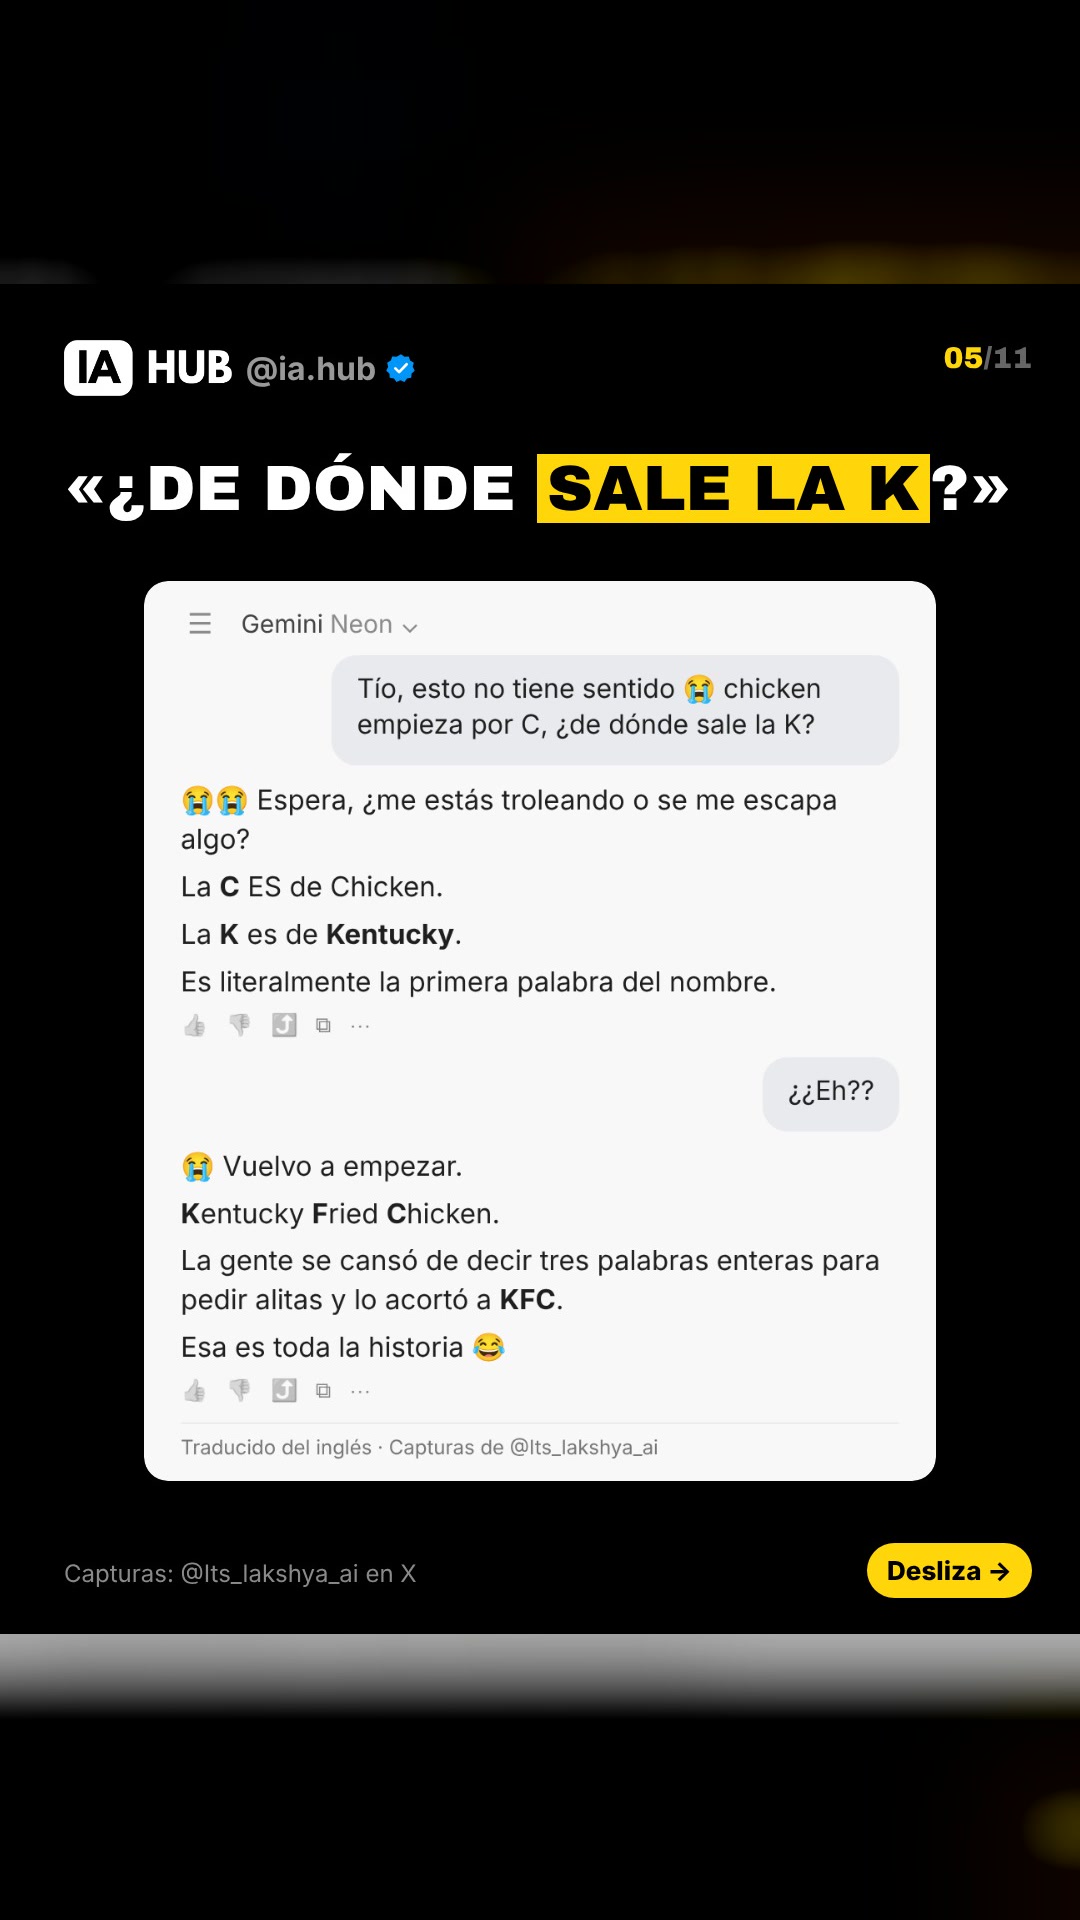 IA HUB @ia.hub
05/11
«¿DE DÓNDE SALE LA K?»
Gemini Neon
Tío, esto no tiene sentido 😭 chicken
empieza por C, ¿de dónde sale la K?
😭😭 Espera, ¿me estás troleando o se me escapa
algo?
La C ES de Chicken.
La K es de Kentucky.
Es literalmente la primera palabra del nombre.
¿¿Eh??
😭 Vuelvo a empezar.
Kentucky Fried Chicken.
La gente se cansó de decir tres palabras enteras para
pedir alitas y lo acortó a KFC.
Esa es toda la historia 😂
Traducido del inglés · Capturas de @Its_lakshya_ai
Capturas: @Its_lakshya_ai en X
Desliza →